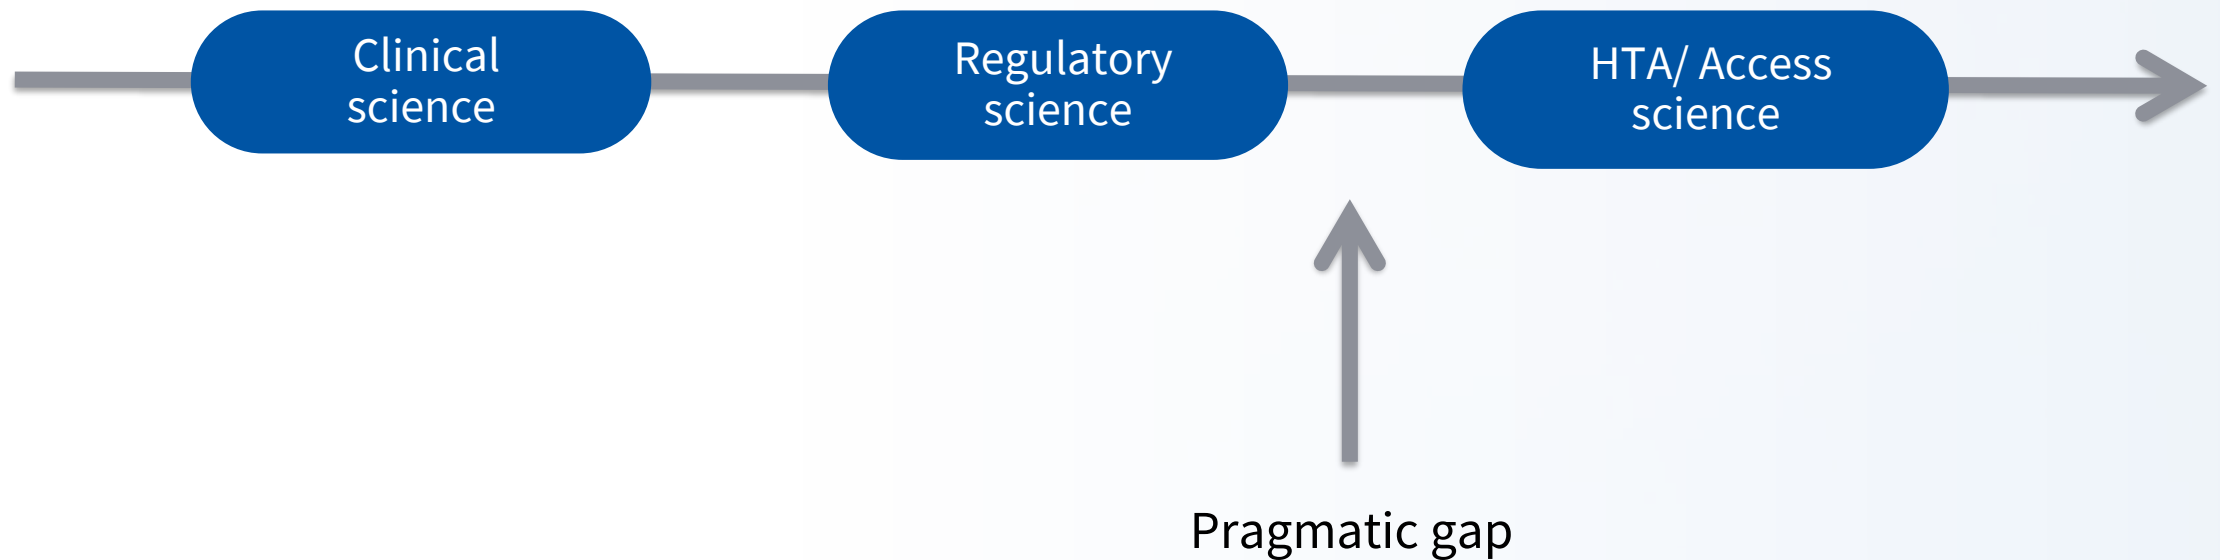 Clinical
science
Regulatory
science
HTA/ Access
science
Pragmatic gap